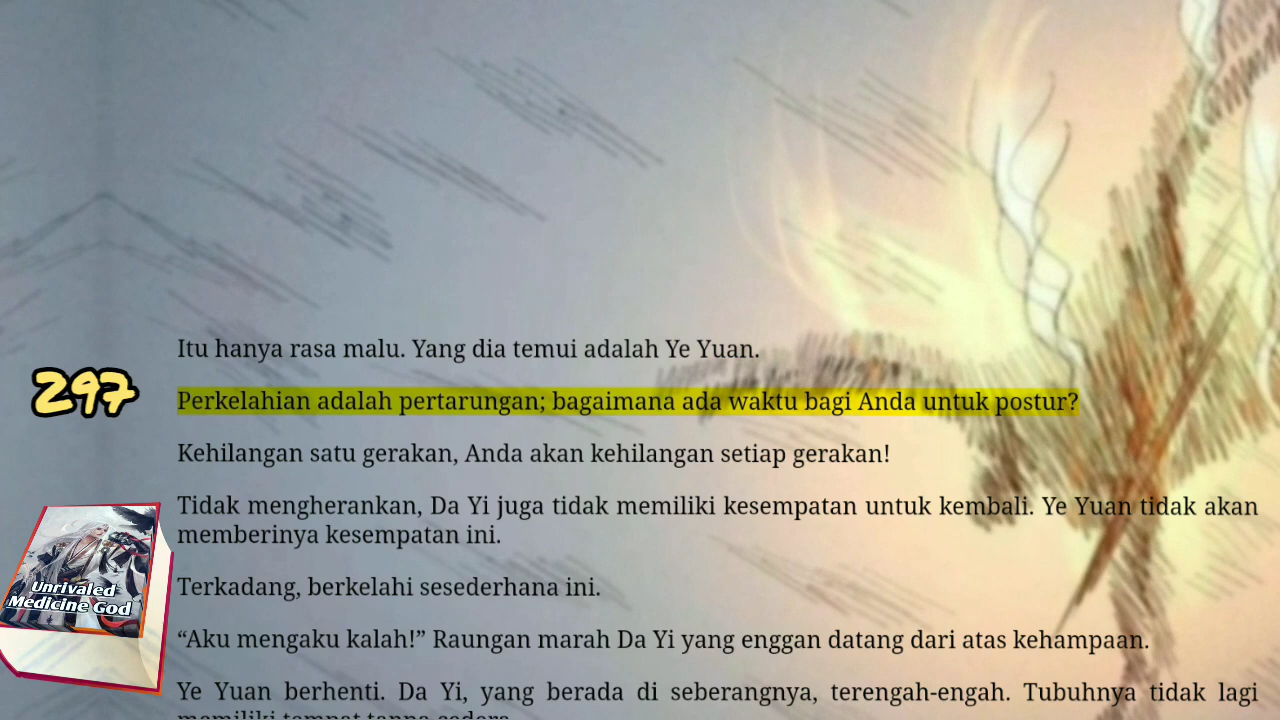 Itu hanya rasa malu. Yang dia temui adalah Ye Yuan.
297
Perkelahian adalah pertarungan; bagaimana ada waktu bagi Anda untuk postur?
Kehilangan satu gerakan, Anda akan kehilangan setiap gerakan!
Tidak mengherankan, Da Yi juga tidak memiliki kesempatan untuk kembali. Ye Yuan tidak akan
memberinya kesempatan ini.
Unrivaled
Medicine God
Terkadang, berkelahi sesederhana ini.
“Aku mengaku kalah!” Raungan marah Da Yi yang enggan datang dari atas kehampaan.
Ye Yuan berhenti. Da Yi, yang berada di seberangnya, terengah-engah. Tubuhnya tidak lagi